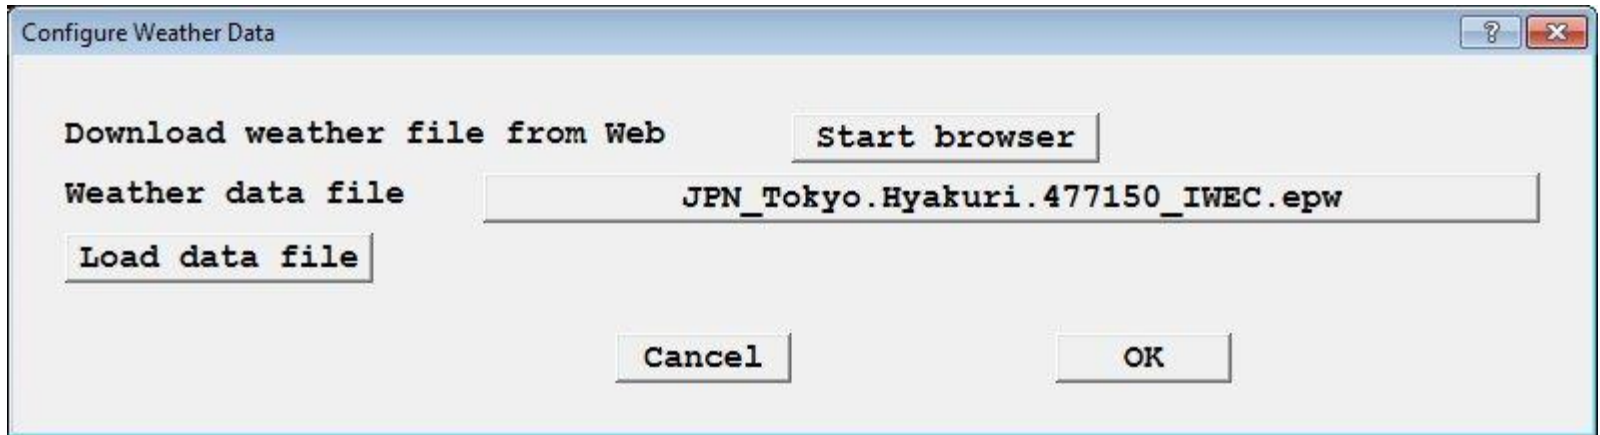 Configure Weather Data
Download weather file from Web Start browser
Weather data file JPN_Tokyo.Hyakuri.477150_IWEC.epw
Load data file
Cancel OK